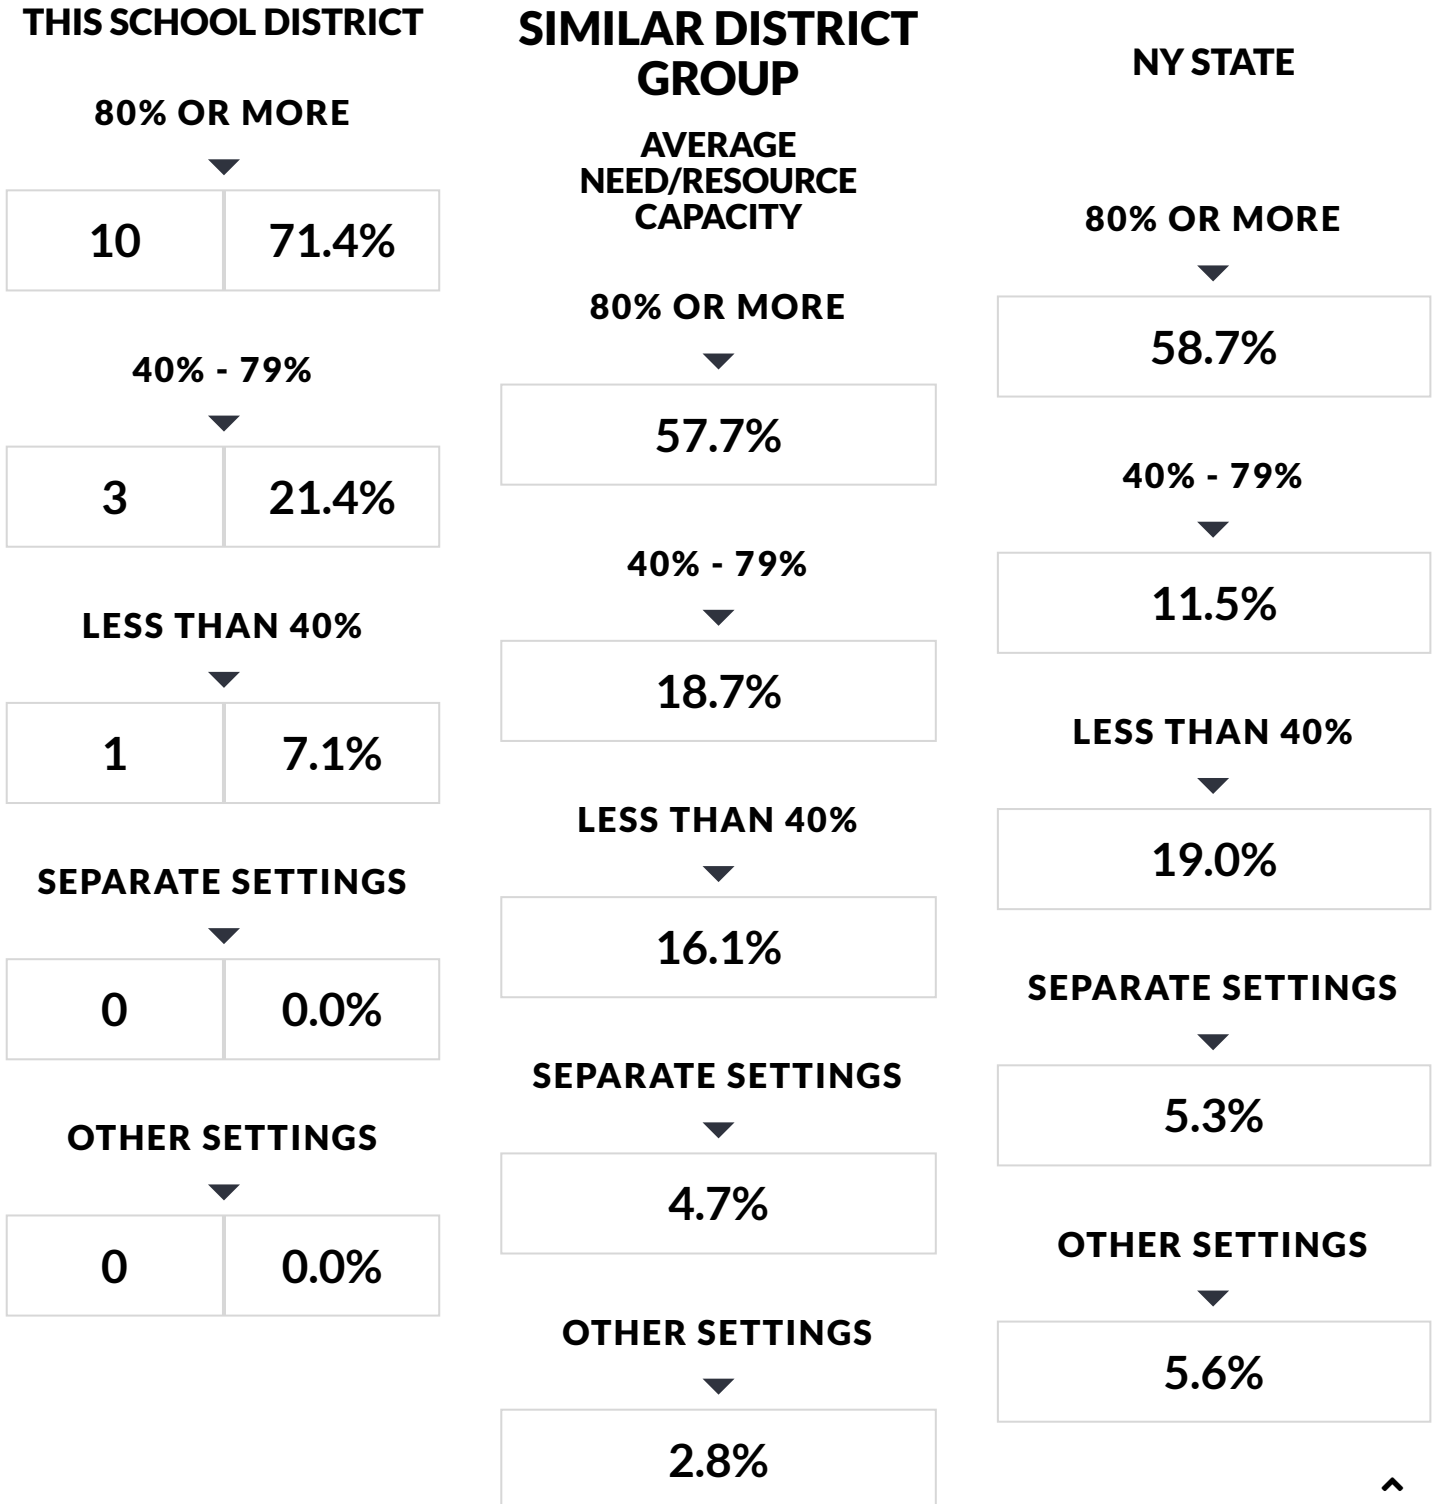 THIS SCHOOL DISTRICT
80% OR MORE
10 71.4%
40% - 79%
3 21.4%
LESS THAN 40%
1 7.1%
SEPARATE SETTINGS
0 0.0%
OTHER SETTINGS
0 0.0%
SIMILAR DISTRICT
GROUP
AVERAGE
NEED/RESOURCE
CAPACITY
80% OR MORE
57.7%
40% - 79%
18.7%
LESS THAN 40%
16.1%
SEPARATE SETTINGS
4.7%
OTHER SETTINGS
2.8%
NY STATE
80% OR MORE
58.7%
40% - 79%
11.5%
LESS THAN 40%
19.0%
SEPARATE SETTINGS
5.3%
OTHER SETTINGS
5.6%